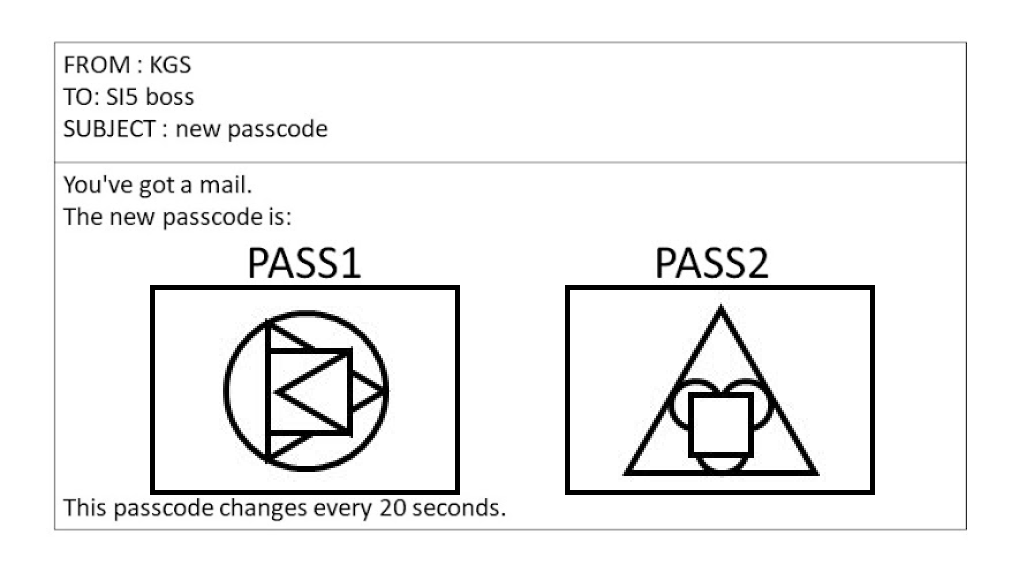 FROM : KGS
TO: SI5 boss
SUBJECT : new passcode
You've got a mail.
The new passcode is:
PASS1 PASS2
This passcode changes every 20 seconds.